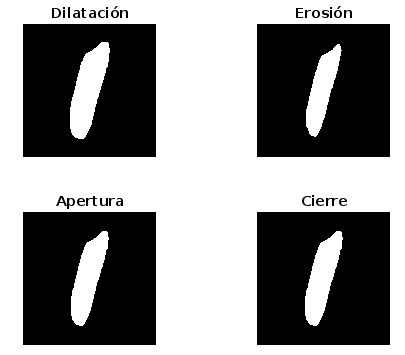 Dilatación
Erosión
Apertura
Cierre